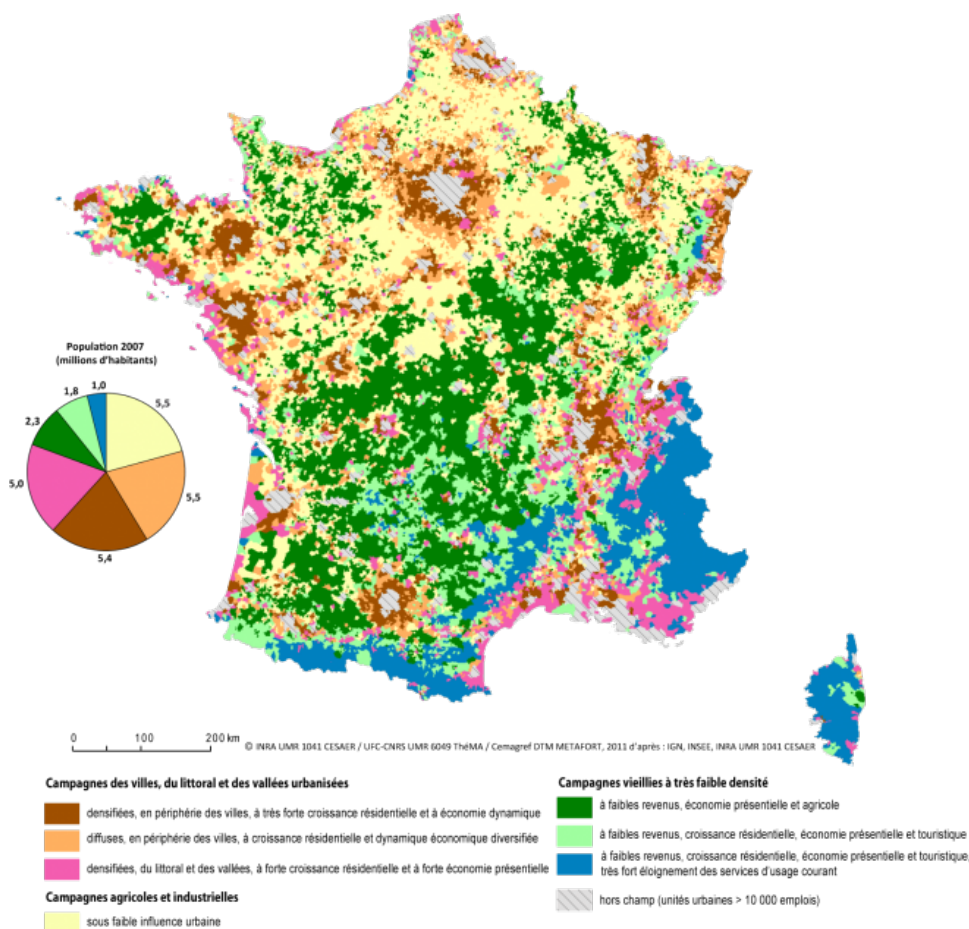 Population 2007
(millions d'habitants)
1,0
1,8
5,5
2,3
5,0
5,5
5,4
0 100 200 km
© INRA UMR 1041 CESAER / UFC-CNRS UMR 6049 ThéMA / Cemagref DTM METAFORT, 2011 d'après : IGN, INSEE, INRA UMR 1041 CESAER
Campagnes des villes, du littoral et des vallées urbanisées
densifiées, en périphérie des villes, à très forte croissance résidentielle et à économie dynamique
diffuses, en périphérie des villes, à croissance résidentielle et dynamique économique diversifiée
densifiées, du littoral et des vallées, à forte croissance résidentielle et à forte économie présentielle
Campagnes agricoles et industrielles
sous faible influence urbaine
Campagnes vieillies à très faible densité
à faibles revenus, économie présentielle et agricole
à faibles revenus, croissance résidentielle, économie présentielle et touristique
à faibles revenus, croissance résidentielle, économie présentielle et touristique,
très fort éloignement des services d'usage courant
hors champ (unités urbaines > 10 000 emplois)